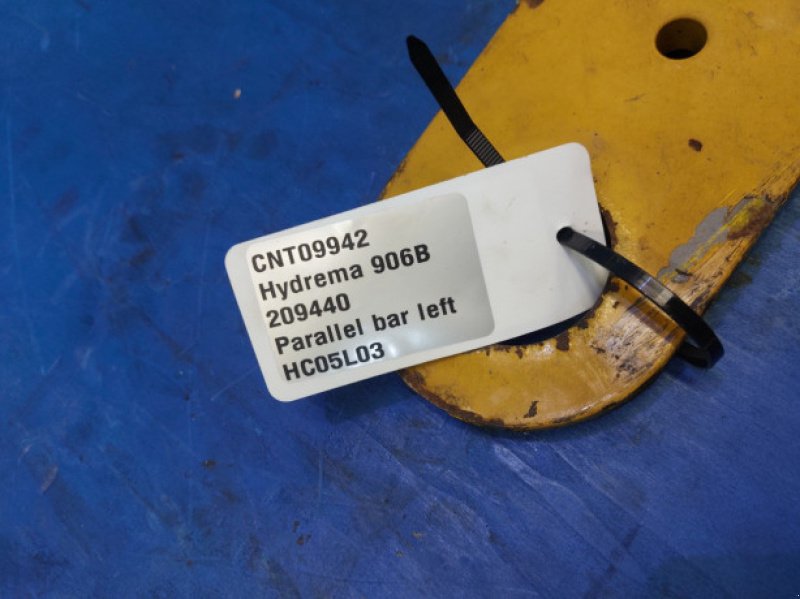 CNT09942
Hydrema 906B
209440
Parallel bar left
HC05L03